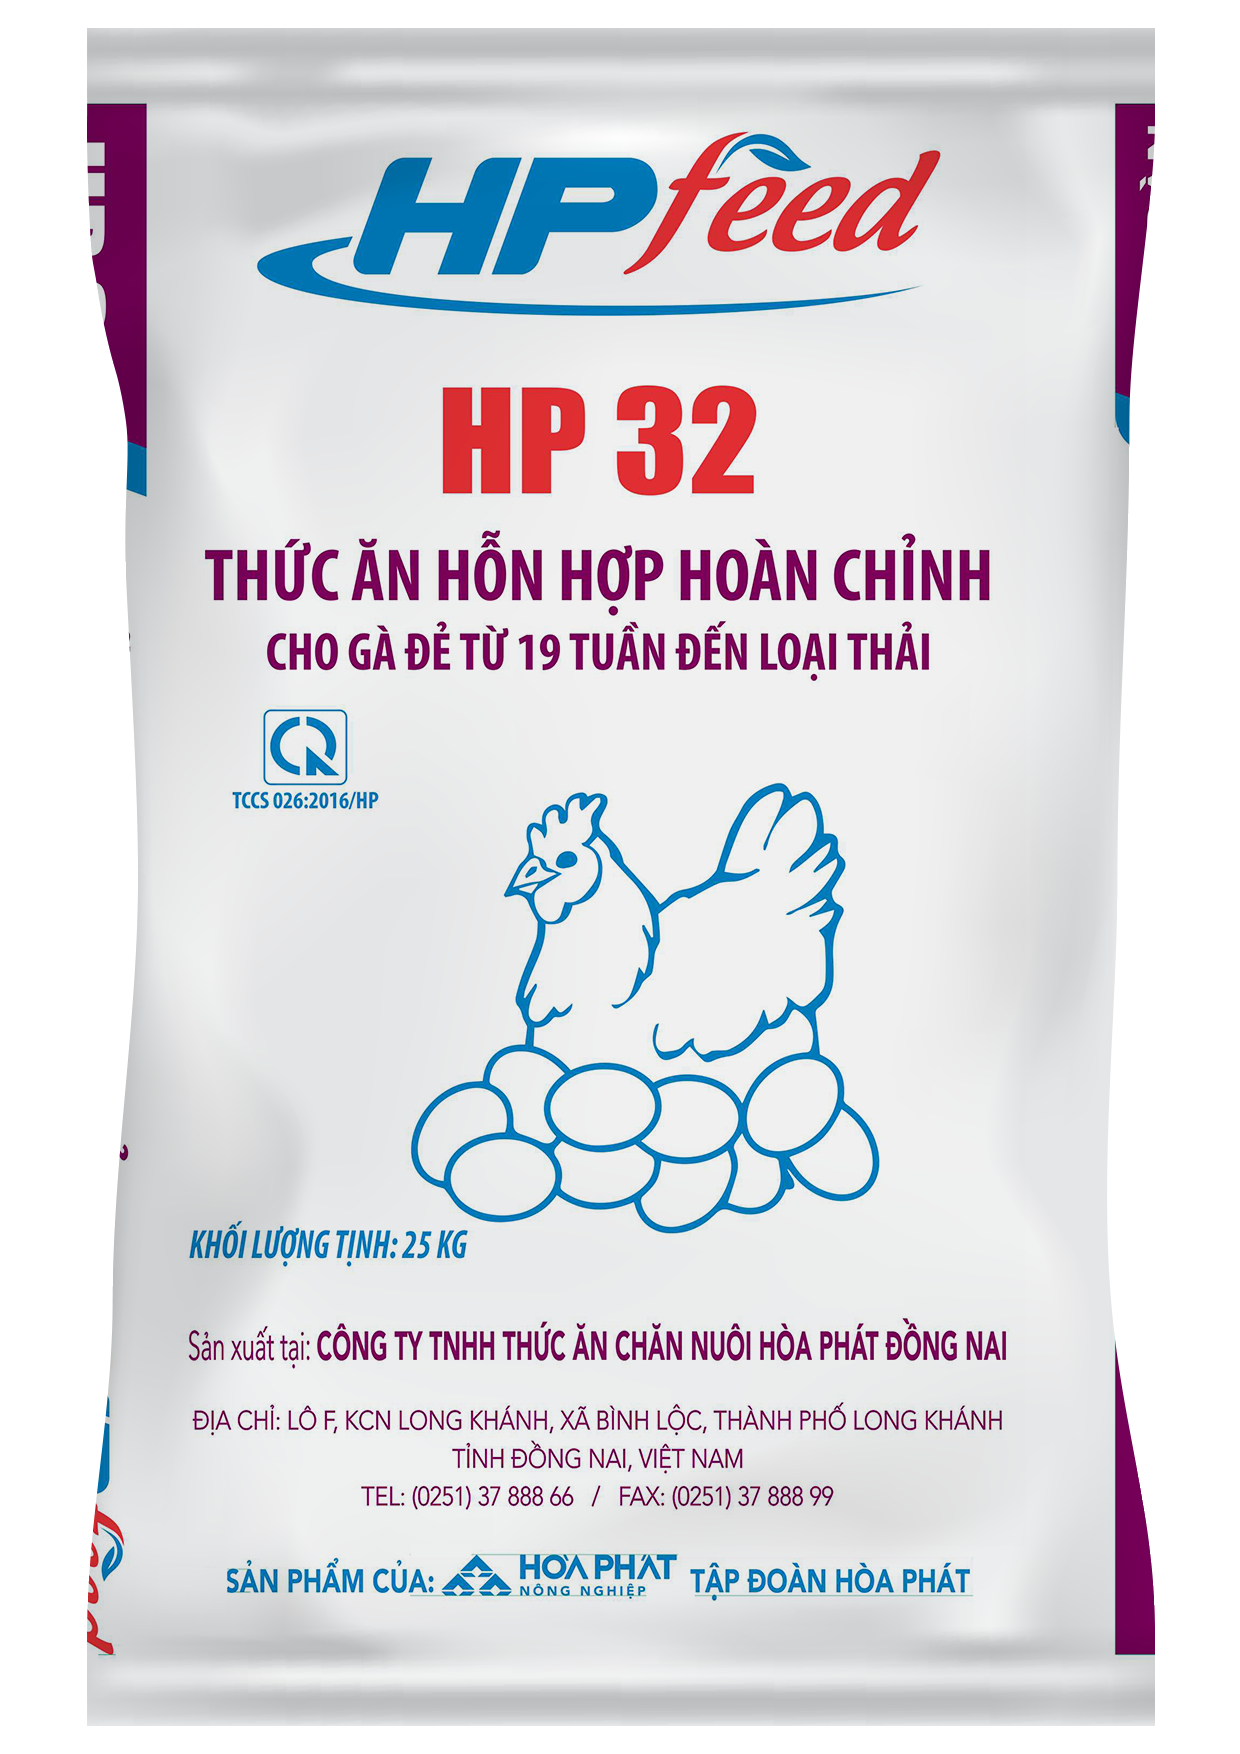 HPfeed
HP 32
THỨC ĂN HỖN HỢP HOÀN CHỈNH
CHO GÀ ĐẺ TỪ 19 TUẦN ĐẾN LOẠI THẢI
TCCS 026:2016/HP
KHỐI LƯỢNG TỊNH: 25 KG
Sản xuất tại: CÔNG TY TNHH THỨC ĂN CHĂN NUÔI HÒA PHÁT ĐỒNG NAI
ĐỊA CHỈ: LÔ F, KCN LONG KHÁNH, XÃ BÌNH LỘC, THÀNH PHỐ LONG KHÁNH
TỈNH ĐỒNG NAI, VIỆT NAM
TEL: (0251) 37 888 66 / FAX: (0251) 37 888 99
SẢN PHẨM CỦA: HÒA PHÁT NÔNG NGHIỆP TẬP ĐOÀN HÒA PHÁT